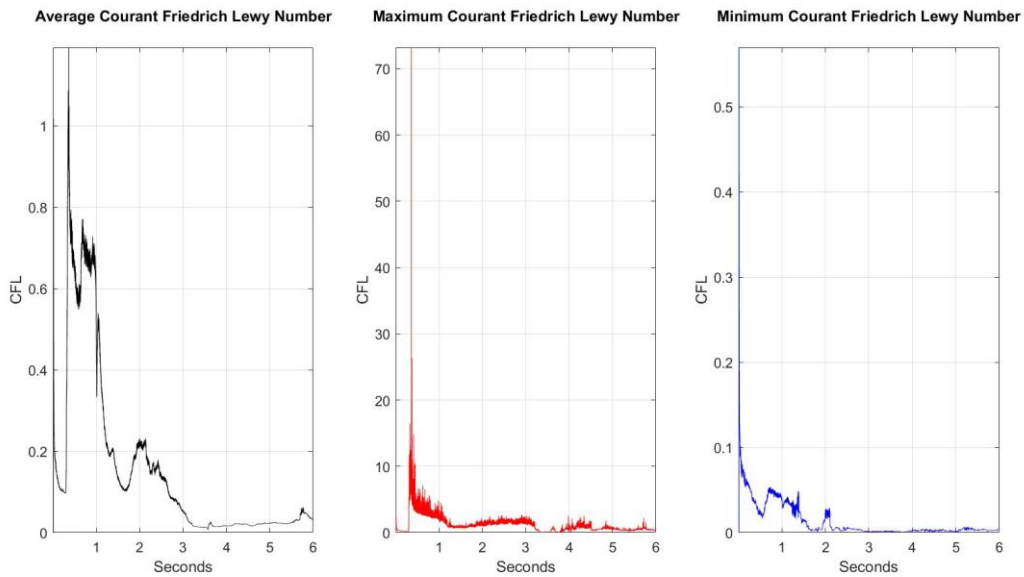 Average Courant Friedrich Lewy Number
CFL
1
0.8
0.6
0.4
0.2
0
1 2 3 4 5 6
Seconds
Maximum Courant Friedrich Lewy Number
CFL
70
60
50
40
30
20
10
0
1 2 3 4 5 6
Seconds
Minimum Courant Friedrich Lewy Number
CFL
0.5
0.4
0.3
0.2
0.1
0
1 2 3 4 5 6
Seconds